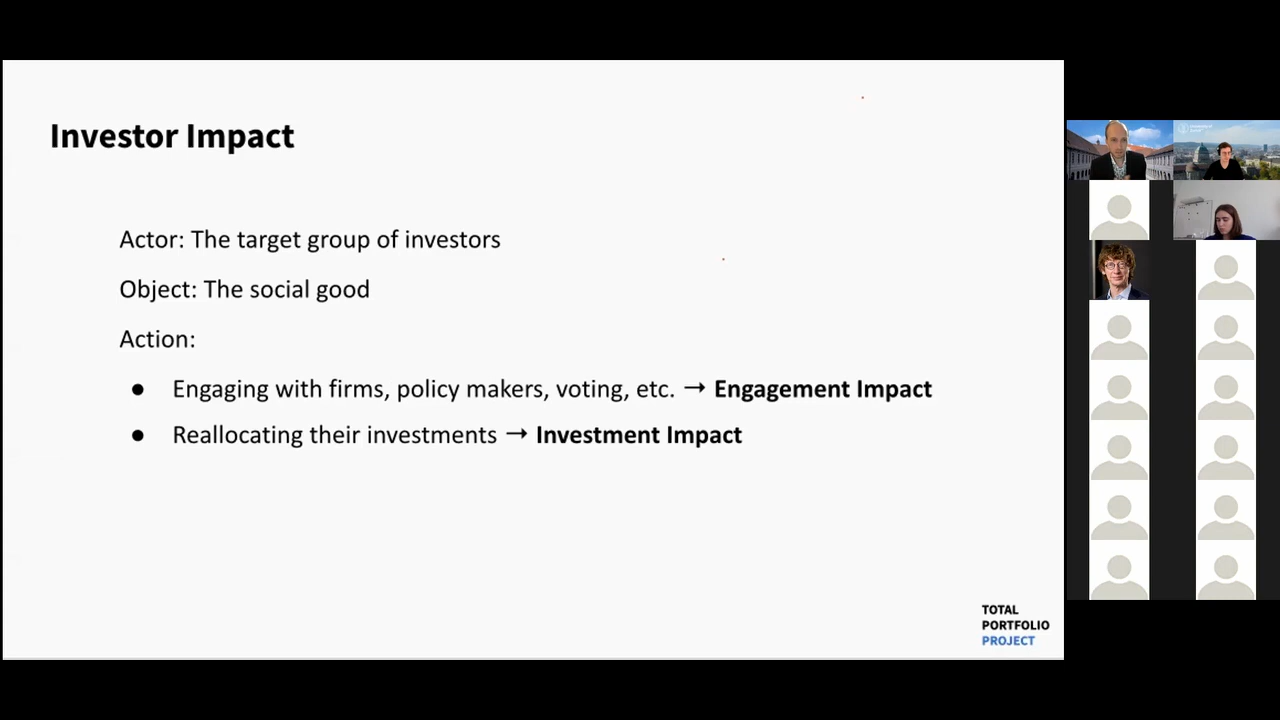 Investor Impact
Actor: The target group of investors
Object: The social good
Action:
● Engaging with firms, policy makers, voting, etc. → Engagement Impact
● Reallocating their investments → Investment Impact
TOTAL
PORTFOLIO
PROJECT